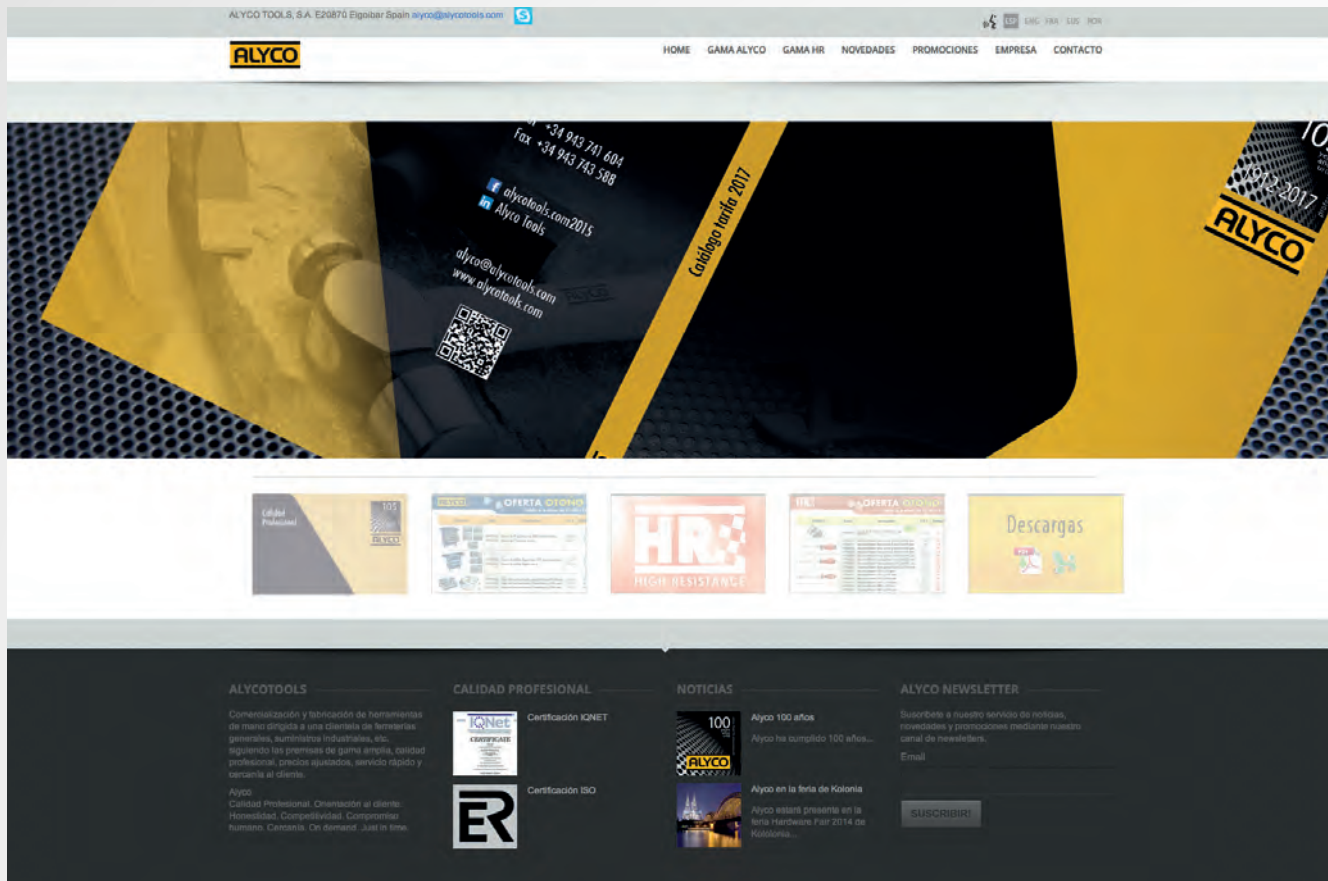 ALYCO TOOLS, S.A. E20870 Elgoibar Spain alyco@alycotools.com
ESP ENG FRA
ALYCO
HOME GAMA ALYCO GAMA HR NOVEDADES PROMOCIONES EMPRESA CONTACTO
+34 943 741 604
Fax +34 943 743 588
alycotools.com2015
Alyco Tools
alyco@alycotools.com
www.alycotools.com
ALYCO
Catálogo tarifa 2017
105
1912-2017
ALYCO
Calidad
Profesional
105
ALYCO
ALYCO OFERTA OTOÑO
HR
HIGH RESISTANCE
HR OFERTA OTOÑO
Descargas
PDF
ALYCOTOOLS
Comercialización y fabricación de herramientas
de mano dirigida a una clientela de ferreterías
generales, suministros industriales, etc.
siguiendo las premisas de gama amplia, calidad
profesional, precios ajustados, servicio rápido y
cercanía al cliente.
Alyco
Calidad Profesional. Orientación al cliente.
Honestidad. Competitividad. Compromiso
humano. Cercanía. On demand. Just in time.
CALIDAD PROFESIONAL
IQNet
CERTIFICATE
Certificación IQNET
ER
Certificación ISO
NOTICIAS
100
ALYCO
Alyco 100 años
Alyco ha cumplido 100 años...
Alyco en la feria de Kolonia
Alyco estará presente en la
feria Hardware Fair 2014 de
Kololonia...
ALYCO NEWSLETTER
Suscríbete a nuestro servicio de noticias,
novedades y promociones mediante nuestro
canal de newsletters.
Email
SUSCRIBIR!